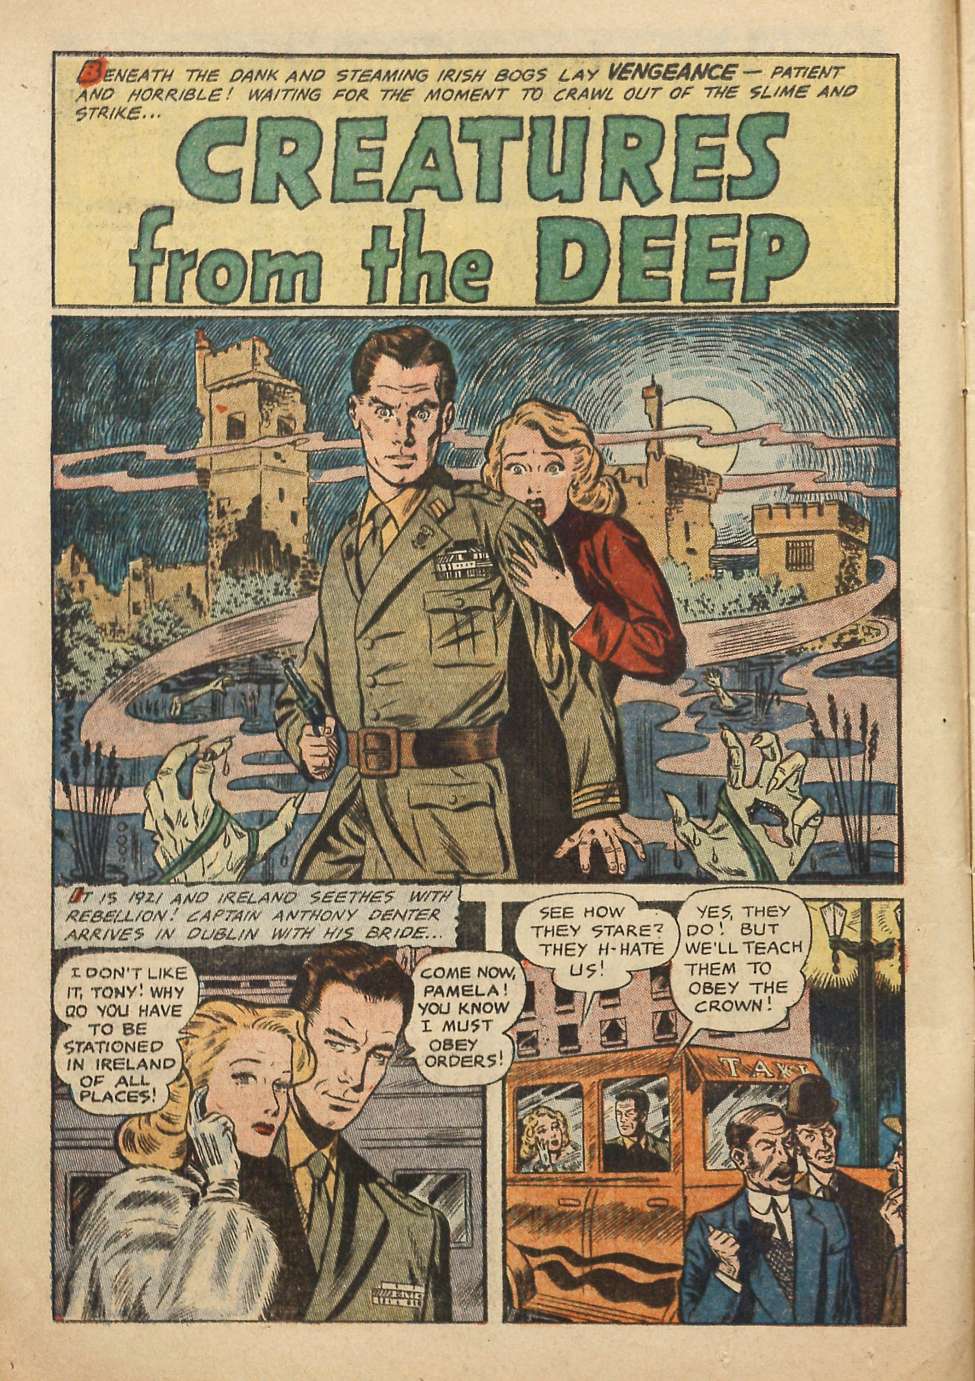 BENEATH THE DANK AND STEAMING IRISH BOGS LAY VENGEANCE — PATIENT
AND HORRIBLE! WAITING FOR THE MOMENT TO CRAWL OUT OF THE SLIME AND
STRIKE...
CREATURES
from the DEEP
IT IS 1921 AND IRELAND SEETHES WITH
REBELLION! CAPTAIN ANTHONY DENTER
ARRIVES IN DUBLIN WITH HIS BRIDE...
I DON'T LIKE
IT, TONY! WHY
DO YOU HAVE
TO BE
STATIONED
IN IRELAND
OF ALL
PLACES!
COME NOW,
PAMELA!
YOU KNOW
I MUST
OBEY
ORDERS!
SEE HOW
THEY STARE?
THEY H-HATE
US!
YES, THEY
DO! BUT
WE'LL TEACH
THEM TO
OBEY THE
CROWN!
TAXI